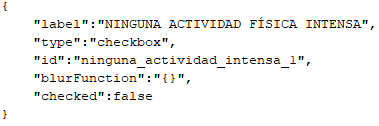 {
"label":"NINGUNA ACTIVIDAD FÍSICA INTENSA",
"type":"checkbox",
"id":"ninguna_actividad_intensa_1",
"blurFunction":"{}",
"checked":false
}